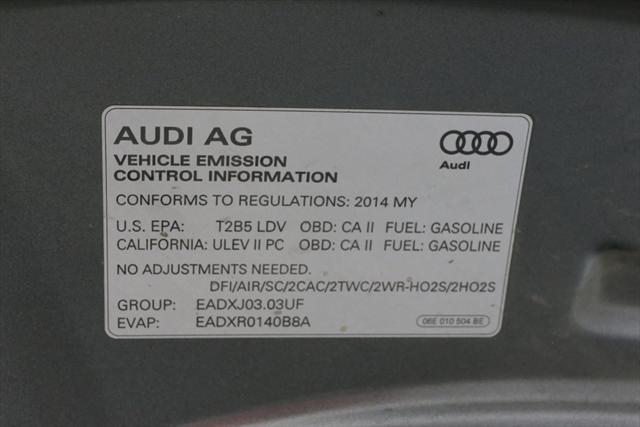 AUDI AG
Audi
VEHICLE EMISSION
CONTROL INFORMATION
CONFORMS TO REGULATIONS: 2014 MY
U.S. EPA: T2B5 LDV OBD: CA II FUEL: GASOLINE
CALIFORNIA: ULEV II PC OBD: CA II FUEL: GASOLINE
NO ADJUSTMENTS NEEDED.
DFI/AIR/SC/2CAC/2TWC/2WR-HO2S/2HO2S
GROUP: EADXJ03.03UF
EVAP: EADXR0140B8A
06E 010 504 BE